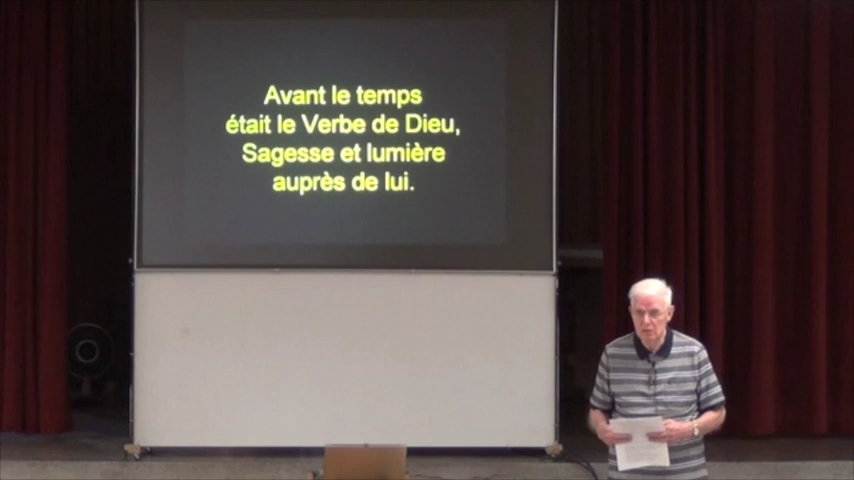 Avant le temps
était le Verbe de Dieu,
Sagesse et lumière
auprès de lui.